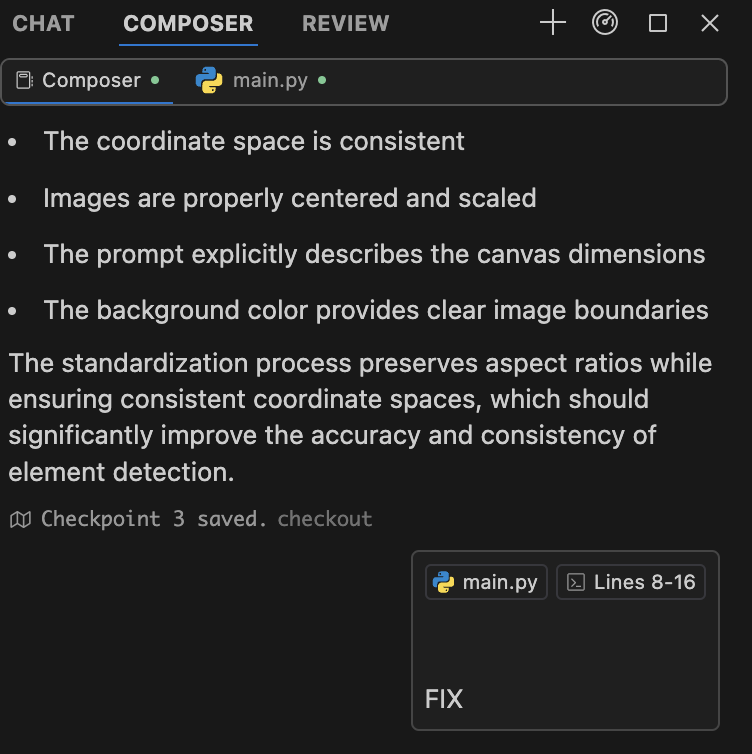 CHAT COMPOSER REVIEW
Composer main.py
• The coordinate space is consistent
• Images are properly centered and scaled
• The prompt explicitly describes the canvas dimensions
• The background color provides clear image boundaries
The standardization process preserves aspect ratios while
ensuring consistent coordinate spaces, which should
significantly improve the accuracy and consistency of
element detection.
Checkpoint 3 saved. checkout
main.py Lines 8-16
FIX